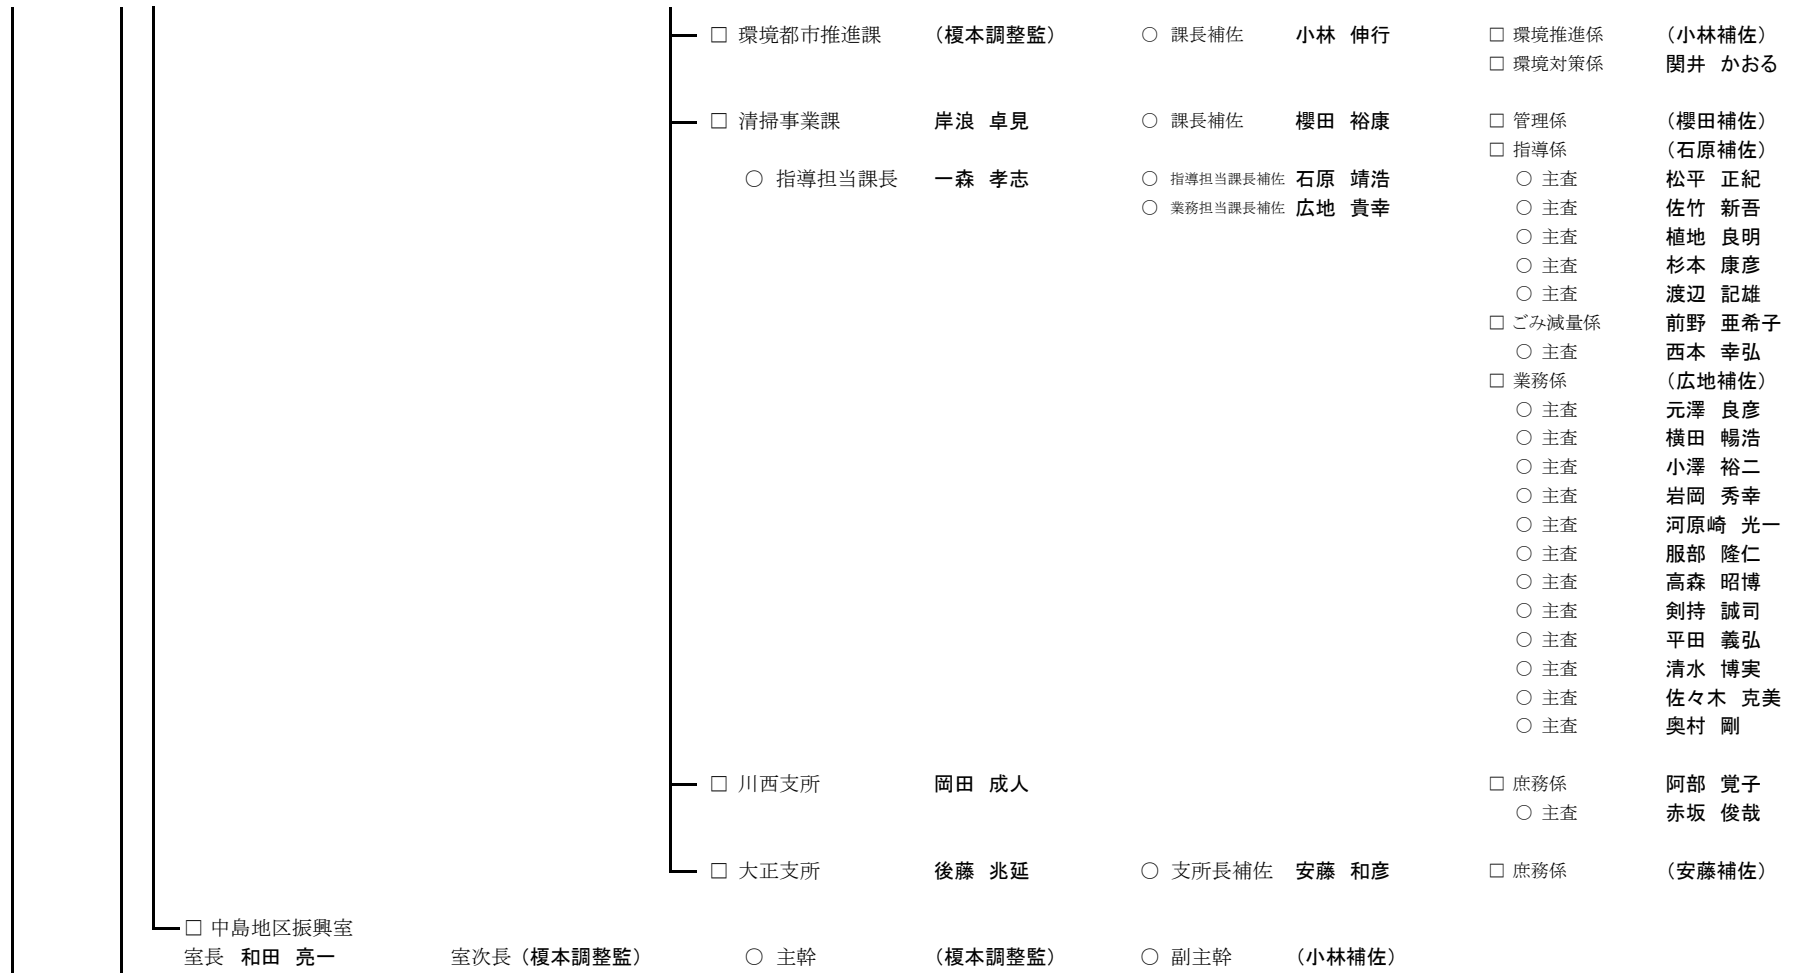 □ 環境都市推進課 （榎本調整監） ○ 課長補佐 小林 伸行 □ 環境推進係 （小林補佐）
□ 環境対策係 関井 かおる
□ 清掃事業課 岸浪 卓見 ○ 課長補佐 櫻田 裕康 □ 管理係 （櫻田補佐）
□ 指導係 （石原補佐）
○ 指導担当課長 一森 孝志 ○ 指導担当課長補佐 石原 靖浩 ○ 主査 松平 正紀
○ 業務担当課長補佐 広地 貴幸 ○ 主査 佐竹 新吾
○ 主査 植地 良明
○ 主査 杉本 康彦
○ 主査 渡辺 記雄
□ ごみ減量係 前野 亜希子
○ 主査 西本 幸弘
□ 業務係 （広地補佐）
○ 主査 元澤 良彦
○ 主査 横田 暢浩
○ 主査 小澤 裕二
○ 主査 岩岡 秀幸
○ 主査 河原崎 光一
○ 主査 服部 隆仁
○ 主査 高森 昭博
○ 主査 剣持 誠司
○ 主査 平田 義弘
○ 主査 清水 博実
○ 主査 佐々木 克美
○ 主査 奥村 剛
□ 川西支所 岡田 成人 □ 庶務係 阿部 覚子
○ 主査 赤坂 俊哉
□ 大正支所 後藤 兆延 ○ 支所長補佐 安藤 和彦 □ 庶務係 （安藤補佐）
□ 中島地区振興室
室長 和田 亮一 室次長 （榎本調整監） ○ 主幹 （榎本調整監） ○ 副主幹 （小林補佐）